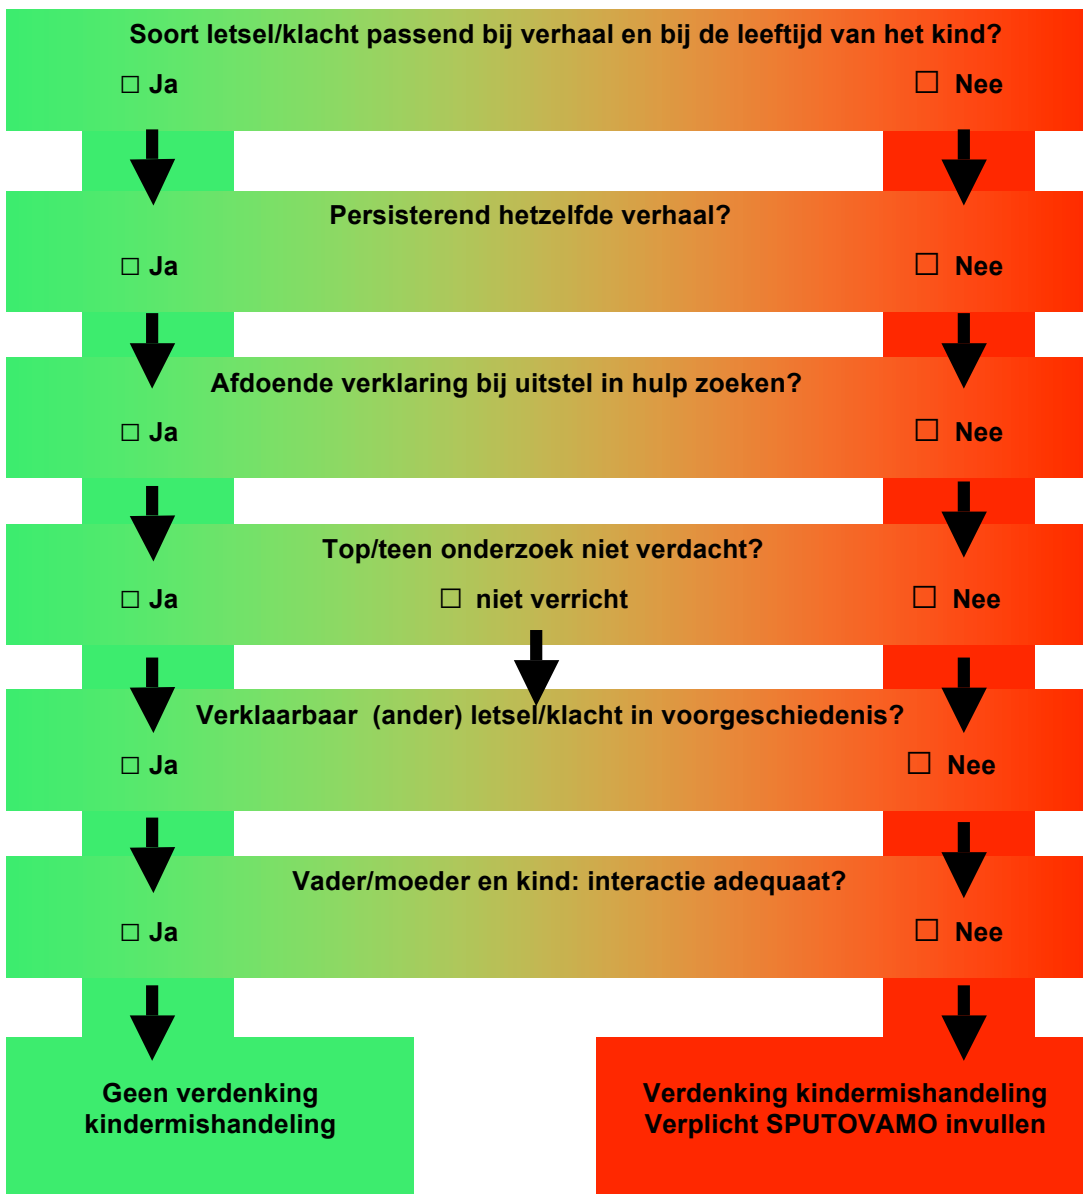 Soort letsel/klacht passend bij verhaal en bij de leeftijd van het kind?
□ Ja □ Nee
Persisterend hetzelfde verhaal?
□ Ja □ Nee
Afdoende verklaring bij uitstel in hulp zoeken?
□ Ja □ Nee
Top/teen onderzoek niet verdacht?
□ Ja □ niet verricht □ Nee
Verklaarbaar (ander) letsel/klacht in voorgeschiedenis?
□ Ja □ Nee
Vader/moeder en kind: interactie adequaat?
□ Ja □ Nee
Geen verdenking
kindermishandeling
Verdenking kindermishandeling
Verplicht SPUTOVAMO invullen